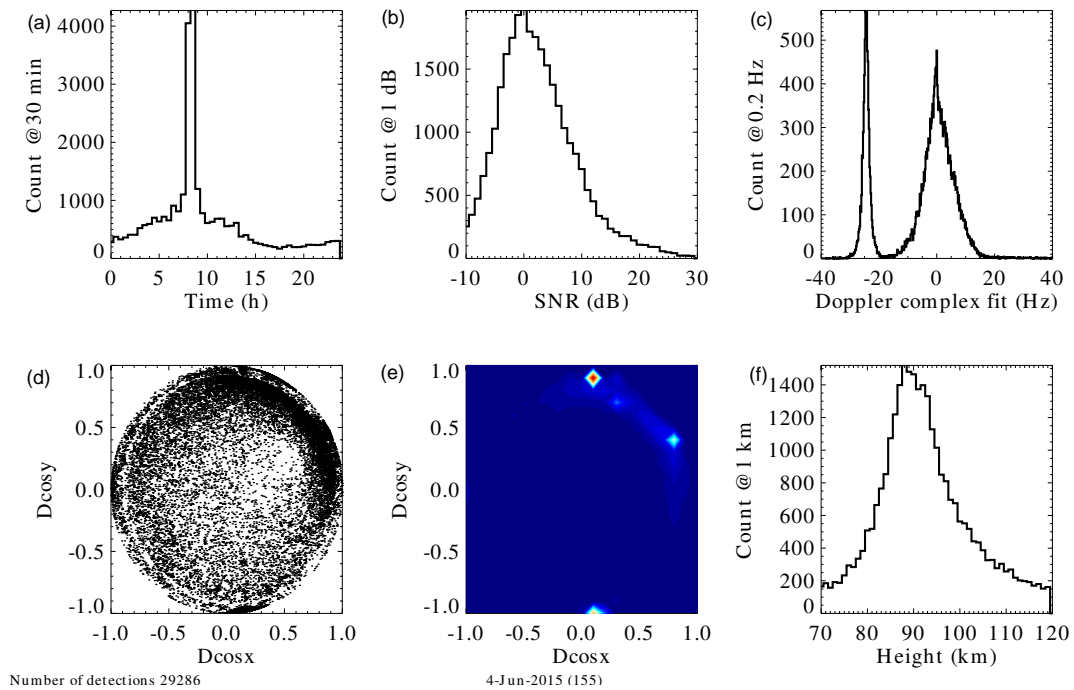 (a)
Count @30 min
4000
3000
2000
1000
0
0 5 10 15 20
Time (h)
(b)
Count @ 1 dB
1500
1000
500
0
-10 0 10 20 30
SNR (dB)
(c)
Count @0.2 Hz
500
400
300
200
100
0
-40 -20 0 20 40
Doppler complex fit (Hz)
(d)
Dcosy
1.0
0.5
0.0
-0.5
-1.0
-1.0 -0.5 0.0 0.5 1.0
Dcosx
(e)
Dcosy
1.0
0.5
0.0
-0.5
-1.0
-1.0 -0.5 0.0 0.5 1.0
Dcosx
(f)
Count @ 1 km
1400
1200
1000
800
600
400
200
0
70 80 90 100 110 120
Height (km)
Number of detections 29286
4-Jun-2015 (155)